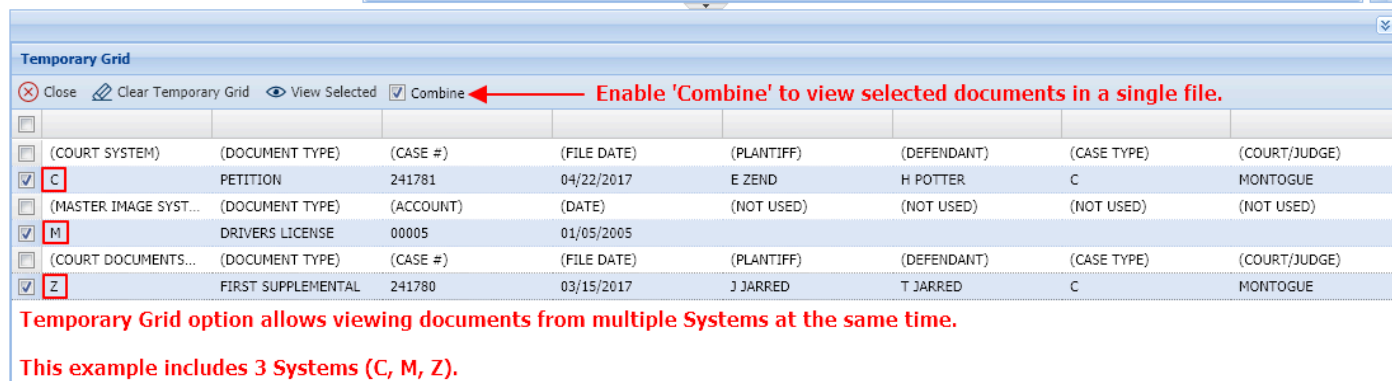 Temporary Grid
Close Clear Temporary Grid View Selected Combine Enable 'Combine' to view selected documents in a single file.
(COURT SYSTEM) (DOCUMENT TYPE) (CASE #) (FILE DATE) (PLANTIFF) (DEFENDANT) (CASE TYPE) (COURT/JUDGE)
C PETITION 241781 04/22/2017 E ZEND H POTTER C MONTOGUE
(MASTER IMAGE SYST... (DOCUMENT TYPE) (ACCOUNT) (DATE) (NOT USED) (NOT USED) (NOT USED) (NOT USED)
M DRIVERS LICENSE 00005 01/05/2005
(COURT DOCUMENTS... (DOCUMENT TYPE) (CASE #) (FILE DATE) (PLANTIFF) (DEFENDANT) (CASE TYPE) (COURT/JUDGE)
Z FIRST SUPPLEMENTAL 241780 03/15/2017 J JARRED T JARRED C MONTOGUE
Temporary Grid option allows viewing documents from multiple Systems at the same time.
This example includes 3 Systems (C, M, Z).